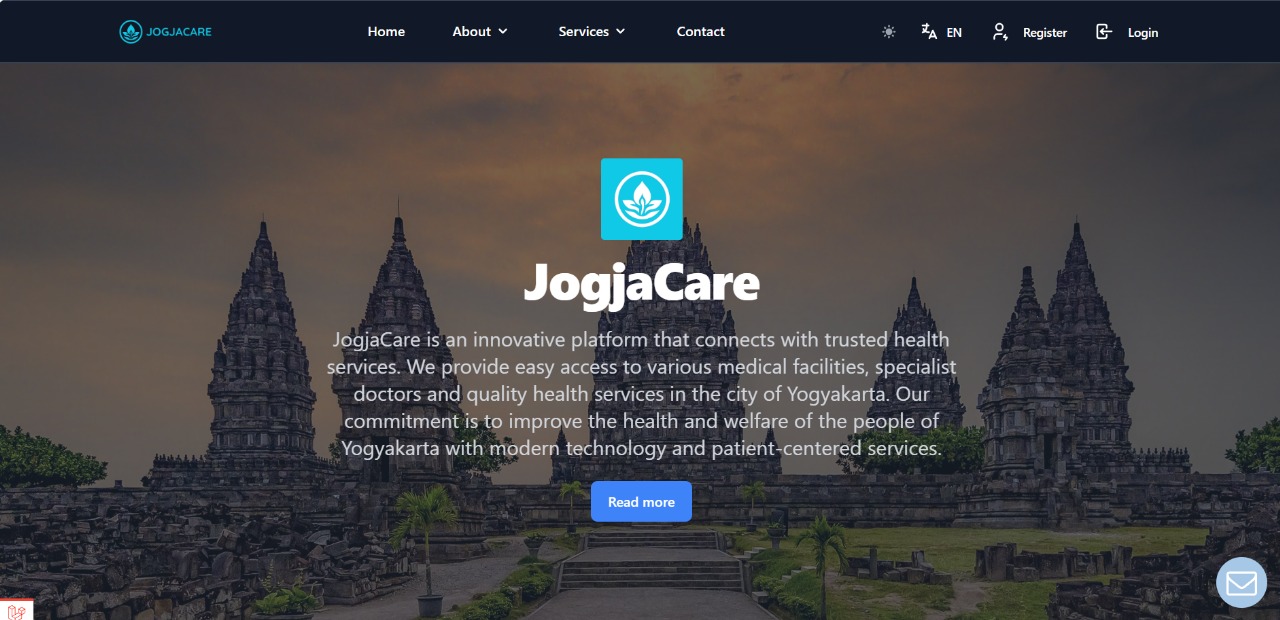 JOGJACARE
Home
About
Services
Contact
EN
Register
Login
JogjaCare
JogjaCare is an innovative platform that connects with trusted health
services. We provide easy access to various medical facilities, specialist
doctors and quality health services in the city of Yogyakarta. Our
commitment is to improve the health and welfare of the people of
Yogyakarta with modern technology and patient-centered services.
Read more